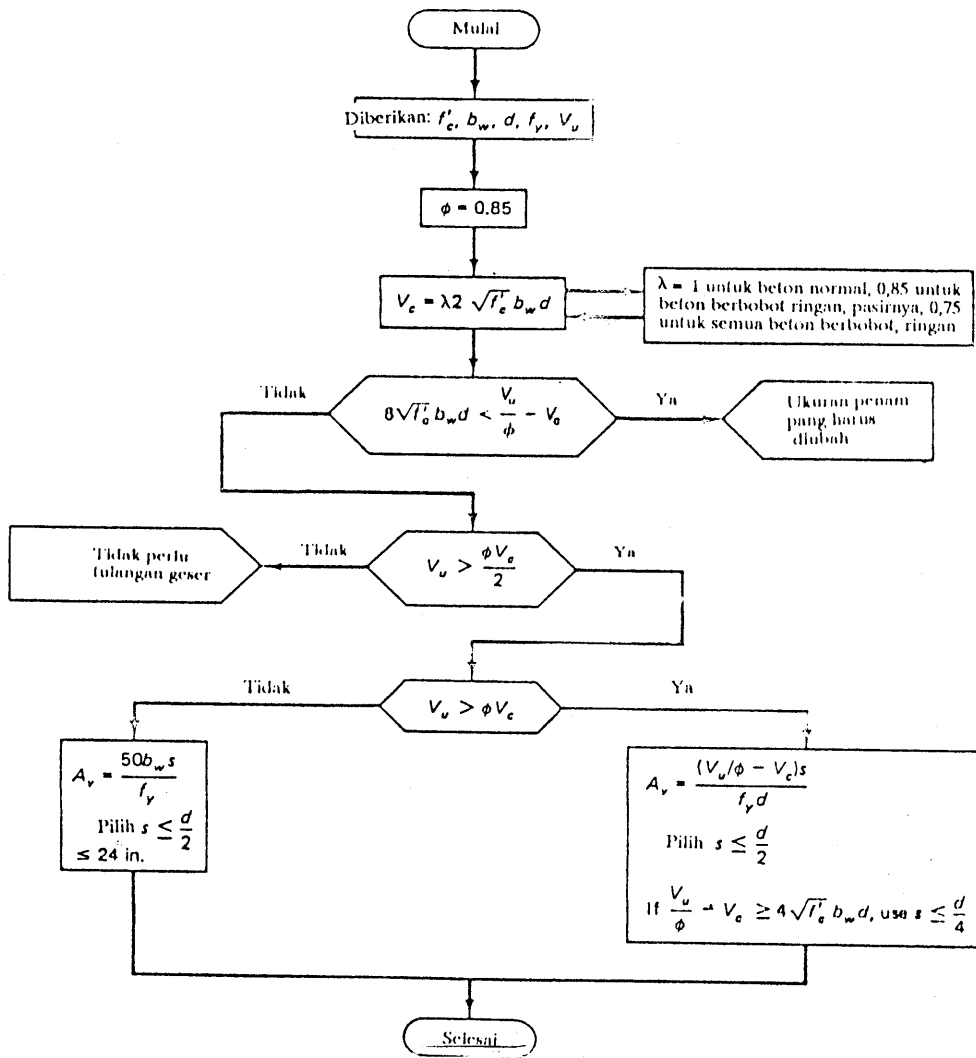 Mulai
Diberikan: f'c, bw, d, fy, Vu
φ = 0.85
Vc = λ2 √f'c bw d
λ = 1 untuk beton normal, 0,85 untuk
beton berbobot ringan, pasirnya, 0,75
untuk semua beton berbobot, ringan
Tidak
8√f'c bw d < Vu/φ − Vc
Ya
Ukuran penam
pang harus
diubah
Tidak perlu
tulangan geser
Tidak
Vu > φVc/2
Ya
Tidak
Vu > φVc
Ya
Av = 50bw s/fy
Pilih s ≤ d/2
≤ 24 in.
Av = (Vu/φ − Vc)s/fy d
Pilih s ≤ d/2
If Vu/φ − Vc ≥ 4√f'c bw d, use s ≤ d/4
Selesai